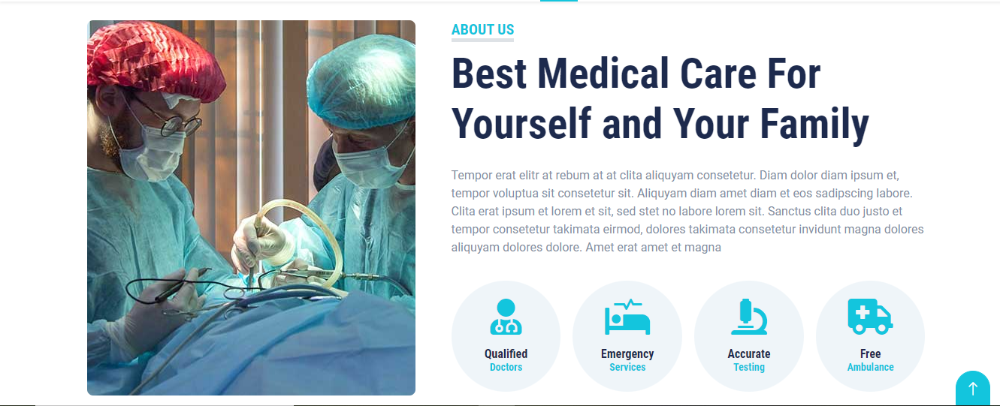 ABOUT US
Best Medical Care For
Yourself and Your Family
Tempor erat elitr at rebum at at clita aliquyam consetetur. Diam dolor diam ipsum et,
tempor voluptua sit consetetur sit. Aliquyam diam amet diam et eos sadipscing labore.
Clita erat ipsum et lorem et sit, sed stet no labore lorem sit. Sanctus clita duo justo et
tempor consetetur takimata eirmod, dolores takimata consetetur invidunt magna dolores
aliquyam dolores dolore. Amet erat amet et magna
Qualified
Doctors
Emergency
Services
Accurate
Testing
Free
Ambulance